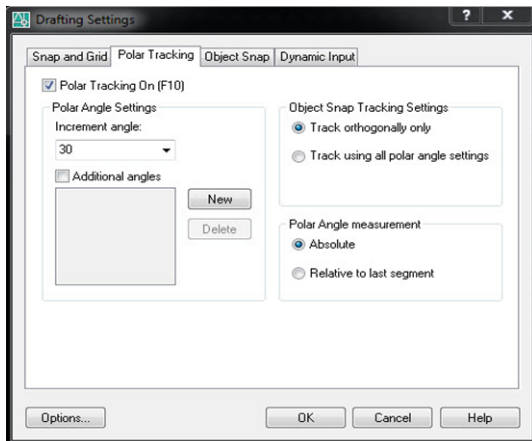 Drafting Settings
? X
Snap and Grid Polar Tracking Object Snap Dynamic Input
Polar Tracking On (F10)
Polar Angle Settings
Increment angle:
30
Additional angles
New
Delete
Object Snap Tracking Settings
Track orthogonally only
Track using all polar angle settings
Polar Angle measurement
Absolute
Relative to last segment
Options... OK Cancel Help